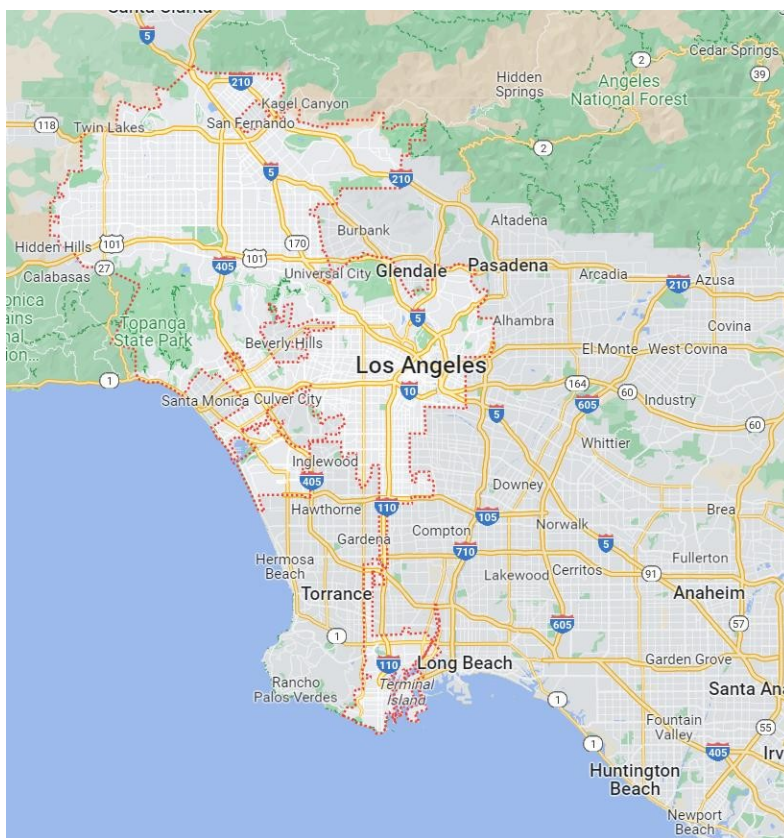 Santa Clarita
5
Cedar Springs
2
39
210
Hidden
Springs
Angeles
National Forest
Kagel Canyon
118
Twin Lakes
San Fernando
2
5
210
Altadena
Burbank
Hidden Hills
101
170
101
27
405
Calabasas
Universal City
Glendale
Pasadena
Arcadia
Azusa
210
Topanga
State Park
5
Alhambra
Covina
Beverly Hills
El Monte
West Covina
Los Angeles
1
10
164
60
Santa Monica
Culver City
605
Industry
5
60
Whittier
Inglewood
405
Downey
Hawthorne
110
105
Brea
Compton
Norwalk
Gardena
5
710
Fullerton
Hermosa
Beach
Lakewood
Cerritos
91
Torrance
Anaheim
605
57
1
110
Long Beach
Garden Grove
Rancho
Palos Verdes
Terminal
Island
Santa Ana
1
Fountain
Valley
55
1
405
Irv
Huntington
Beach
Newport
Beach